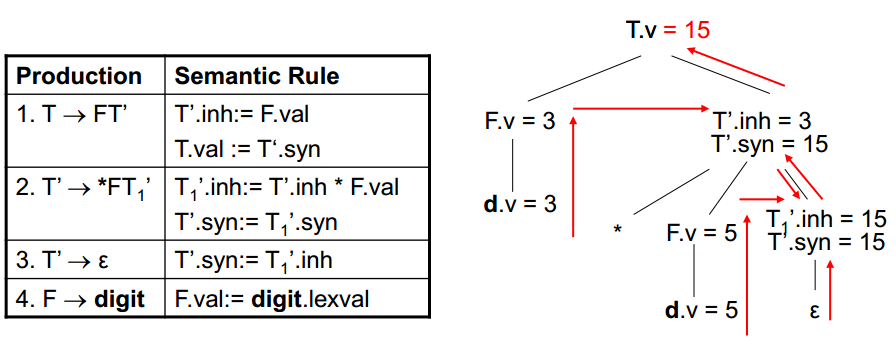 Production Semantic Rule
1. T → FT’ T’.inh:= F.val
T.val := T‘.syn
2. T’ → *FT₁’ T₁’.inh:= T’.inh * F.val
T’.syn:= T₁’.syn
3. T’ → ε T’.syn:= T₁’.inh
4. F → digit F.val:= digit.lexval
T.v = 15
F.v = 3
T’.inh = 3
T’.syn = 15
d.v = 3
*
F.v = 5
T₁’.inh = 15
T’.syn = 15
d.v = 5
ε